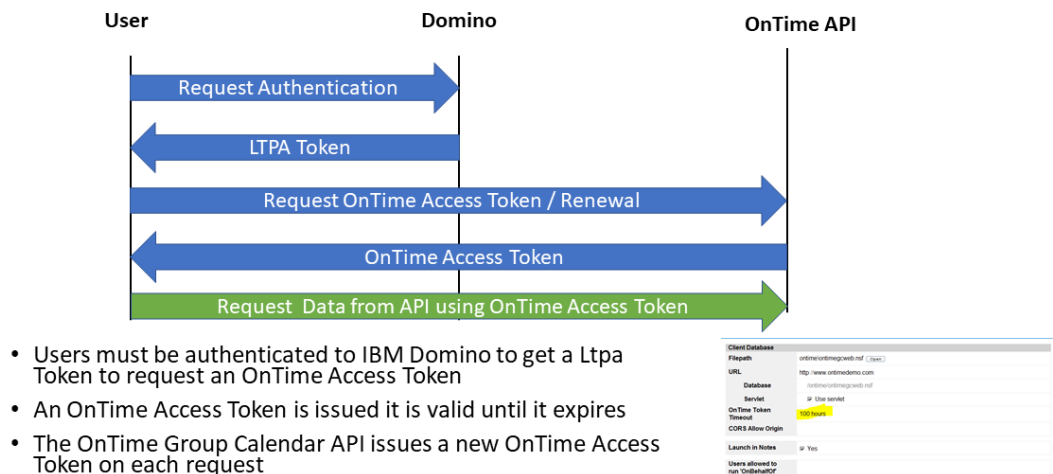 User
Domino
OnTime API
Request Authentication
LTPA Token
Request OnTime Access Token / Renewal
OnTime Access Token
Request Data from API using OnTime Access Token
• Users must be authenticated to IBM Domino to get a Ltpa
Token to request an OnTime Access Token
• An OnTime Access Token is issued it is valid until it expires
• The OnTime Group Calendar API issues a new OnTime Access
Token on each request
Client Database
Filepath ontime\ontimegcweb.nsf Open
URL http://www.ontimedemo.com
Database /ontime/ontimegcweb.nsf
Servlet Use servlet
OnTime Token
Timeout 100 hours
CORS Allow Origin
Launch in Notes Yes
Users allowed to
run 'OnBehalfOf'